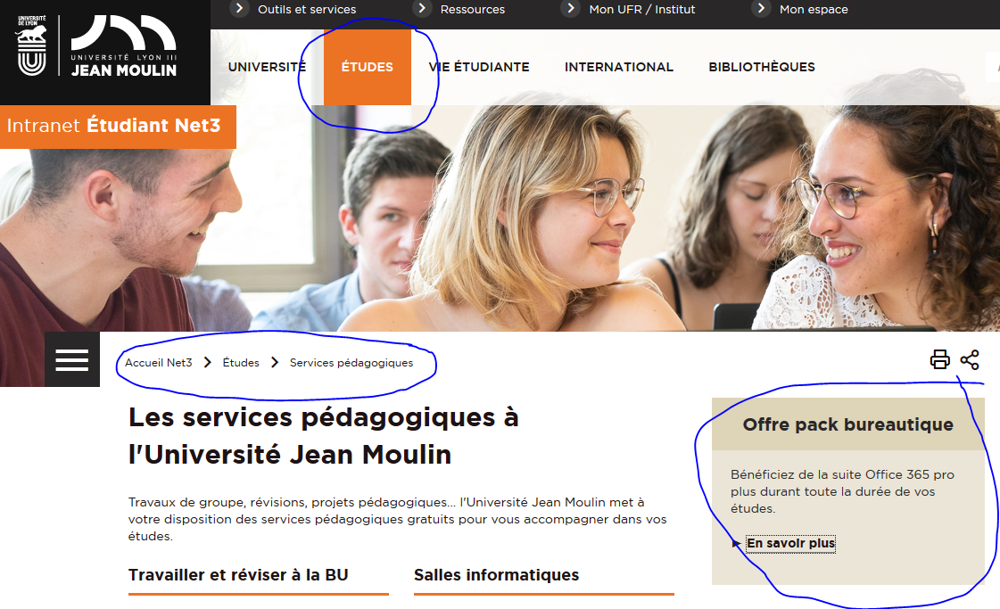 Outils et services
Ressources
Mon UFR / Institut
Mon espace
UNIVERSITÉ
DE LYON
UNIVERSITÉ LYON III
JEAN MOULIN
UNIVERSITÉ
ÉTUDES
VIE ÉTUDIANTE
INTERNATIONAL
BIBLIOTHÈQUES
Intranet Étudiant Net3
Accueil Net3 > Études > Services pédagogiques
Les services pédagogiques à
l'Université Jean Moulin
Travaux de groupe, révisions, projets pédagogiques... l'Université Jean Moulin met à
votre disposition des services pédagogiques gratuits pour vous accompagner dans vos
études.
Travailler et réviser à la BU
Salles informatiques
Offre pack bureautique
Bénéficiez de la suite Office 365 pro
plus durant toute la durée de vos
études.
En savoir plus